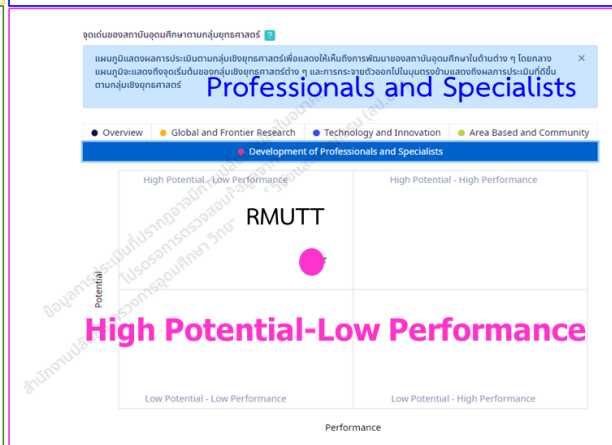 จุดเด่นของสถาบันอุดมศึกษาตามกลุ่มยุทธศาสตร์ ?
แผนภูมิแสดงผลการประเมินตามกลุ่มเชิงยุทธศาสตร์เพื่อแสดงให้เห็นถึงการพัฒนาของสถาบันอุดมศึกษาในด้านต่าง ๆ โดยกลาง ×
แผนภูมิจะแสดงถึงจุดเริ่มต้นของกลุ่มเชิงยุทธศาสตร์ต่าง ๆ และการกระจายตัวออกไปในมุมตรงข้ามแสดงถึงผลการประเมินที่ดีขึ้น
ตามกลุ่มเชิงยุทธศาสตร์
Professionals and Specialists
Overview Global and Frontier Research Technology and Innovation Area Based and Community
Development of Professionals and Specialists
High Potential - Low Performance High Potential - High Performance
RMUTT
Potential
High Potential-Low Performance
Low Potential - Low Performance Low Potential - High Performance
Performance